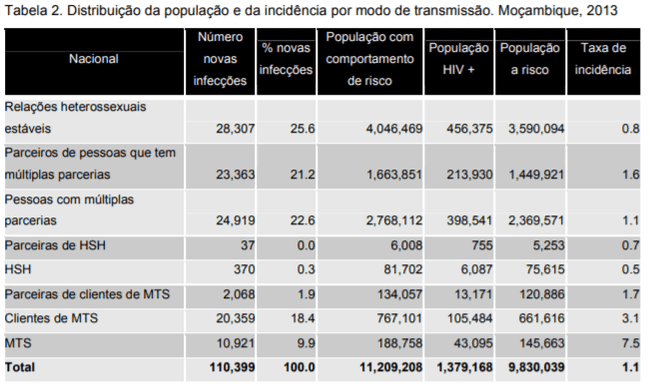 Tabela 2. Distribuição da população e da incidência por modo de transmissão. Moçambique, 2013
Nacional Número novas infecções % novas infecções População com comportamento de risco População HIV + População a risco Taxa de incidência
Relações heterossexuais
estáveis 28,307 25.6 4,046,469 456,375 3,590,094 0.8
Parceiros de pessoas que tem
múltiplas parcerias 23,363 21.2 1,663,851 213,930 1,449,921 1.6
Pessoas com múltiplas
parcerias 24,919 22.6 2,768,112 398,541 2,369,571 1.1
Parceiras de HSH 37 0.0 6,008 755 5,253 0.7
HSH 370 0.3 81,702 6,087 75,615 0.5
Parceiras de clientes de MTS 2,068 1.9 134,057 13,171 120,886 1.7
Clientes de MTS 20,359 18.4 767,101 105,484 661,616 3.1
MTS 10,921 9.9 188,758 43,095 145,663 7.5
Total 110,399 100.0 11,209,208 1,379,168 9,830,039 1.1